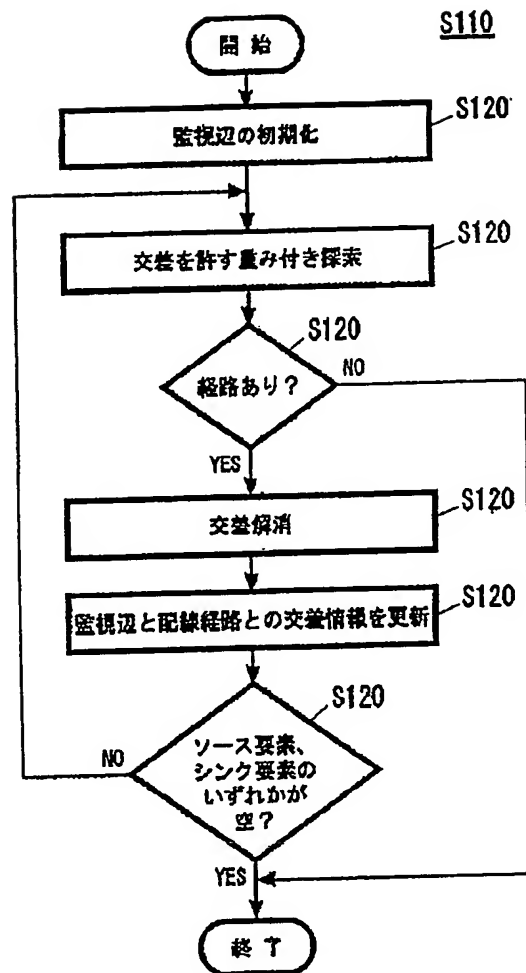 S110
開始
S120
監視辺の初期化
S120
交差を許す重み付き探索
S120
経路あり?
NO
YES
S120
交差解消
S120
監視辺と配線経路との交差情報を更新
S120
ソース要素、
シンク要素の
いずれかが
空?
NO
YES
終了